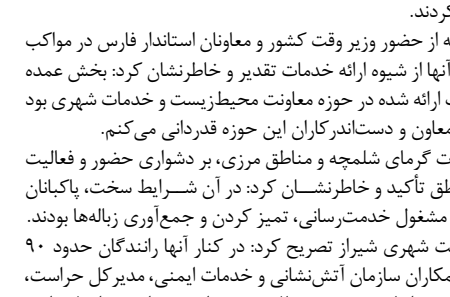 کردند.
از حضور وزیر وقت کشور و معاونان استاندار فارس در مواکب
آنها از شیوه ارائه خدمات تقدیر و خاطرنشان کرد: بخش عمده
ارائه شده در حوزه معاونت محیط‌زیست و خدمات شهری بود
معاون و دست‌اندرکاران این حوزه قدردانی می‌کنم.
گرمای شلمچه و مناطق مرزی، بر دشواری حضور و فعالیت
تأکید و خاطرنشــان کرد: در آن شــرایط سخت، پاکبانان
مشغول خدمت‌رسانی، تمیز کردن و جمع‌آوری زباله‌ها بودند.
شهری شیراز تصریح کرد: در کنار آنها رانندگان حدود ۹۰
سازمان آتش‌نشانی و خدمات ایمنی، مدیرکل حراست،